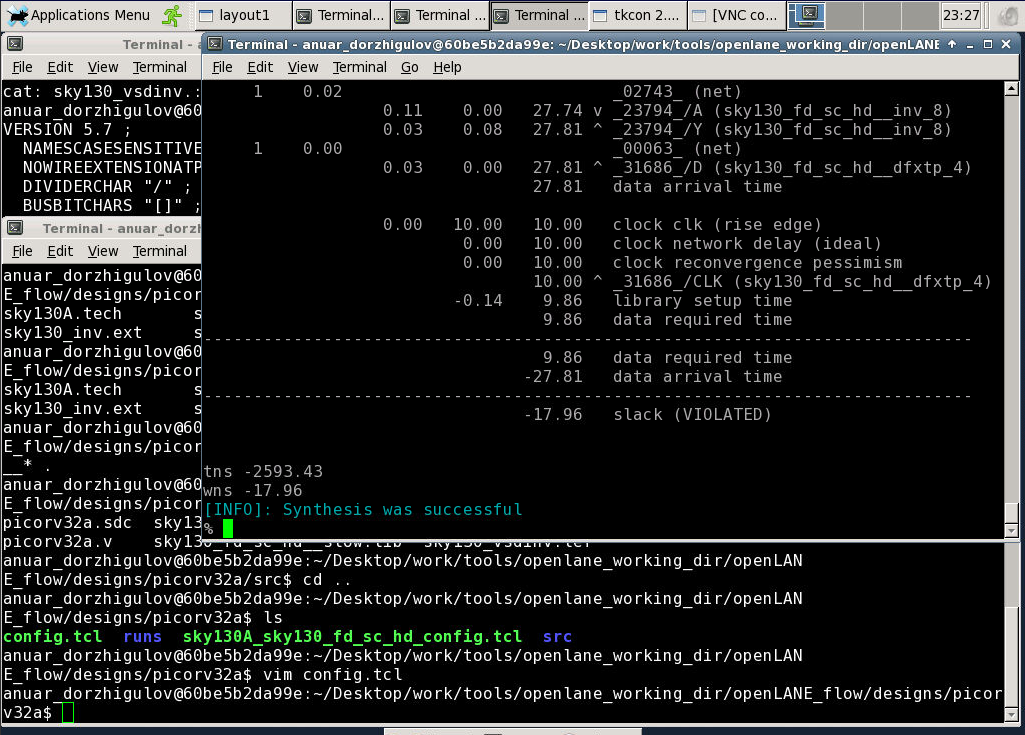 Applications Menu layout1 Terminal... Terminal ... Terminal ... tkcon 2.... [VNC co... 23:27
Terminal - a
File Edit View Terminal
cat: sky130_vsdinv.:
anuar_dorzhigulov@60
VERSION 5.7 ;
NAMESCASESENSITIVE
NOWIREEXTENSIONATP
DIVIDERCHAR "/" ;
BUSBITCHARS "[]" ;
Terminal - anuar_dorzh
File Edit View Terminal
anuar_dorzhigulov@60
E_flow/designs/picor
sky130A.tech s
sky130_inv.ext s
anuar_dorzhigulov@60
E_flow/designs/picor
sky130A.tech s
sky130_inv.ext s
anuar_dorzhigulov@60
E_flow/designs/picor
__* .
anuar_dorzhigulov@60
E_flow/designs/picor
picorv32a.sdc sky13
picorv32a.v sky130_fd_sc_hd__slow.lib sky130_vsdinv.lef
anuar_dorzhigulov@60be5b2da99e:~/Desktop/work/tools/openlane_working_dir/openLAN
E_flow/designs/picorv32a/src$ cd ..
anuar_dorzhigulov@60be5b2da99e:~/Desktop/work/tools/openlane_working_dir/openLAN
E_flow/designs/picorv32a$ ls
config.tcl runs sky130A_sky130_fd_sc_hd_config.tcl src
anuar_dorzhigulov@60be5b2da99e:~/Desktop/work/tools/openlane_working_dir/openLAN
E_flow/designs/picorv32a$ vim config.tcl
anuar_dorzhigulov@60be5b2da99e:~/Desktop/work/tools/openlane_working_dir/openLANE_flow/designs/picor
v32a$
Terminal - anuar_dorzhigulov@60be5b2da99e: ~/Desktop/work/tools/openlane_working_dir/openLANE
File Edit View Terminal Go Help
1 0.02 _02743_ (net)
0.11 0.00 27.74 v _23794_/A (sky130_fd_sc_hd__inv_8)
0.03 0.08 27.81 ^ _23794_/Y (sky130_fd_sc_hd__inv_8)
1 0.00 _00063_ (net)
0.03 0.00 27.81 ^ _31686_/D (sky130_fd_sc_hd__dfxtp_4)
27.81 data arrival time
0.00 10.00 10.00 clock clk (rise edge)
0.00 10.00 clock network delay (ideal)
0.00 10.00 clock reconvergence pessimism
10.00 ^ _31686_/CLK (sky130_fd_sc_hd__dfxtp_4)
-0.14 9.86 library setup time
9.86 data required time
-----------------------------------------------------------------------------
9.86 data required time
-27.81 data arrival time
-----------------------------------------------------------------------------
-17.96 slack (VIOLATED)
tns -2593.43
wns -17.96
[INFO]: Synthesis was successful
%